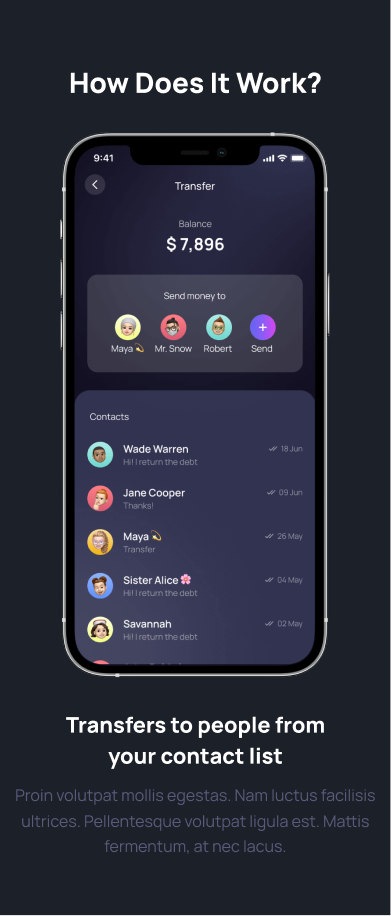 How Does It Work?
9:41
Transfer
Balance
$ 7,896
Send money to
Maya 💫 Mr. Snow Robert Send
Contacts
Wade Warren 18 Jun
Hi! I return the debt
Jane Cooper 09 Jun
Thanks!
Maya 💫 26 May
Transfer
Sister Alice 🌸 04 May
Hi! I return the debt
Savannah 02 May
Hi! I return the debt
Transfers to people from
your contact list
Proin volutpat mollis egestas. Nam luctus facilisis
ultrices. Pellentesque volutpat ligula est. Mattis
fermentum, at nec lacus.